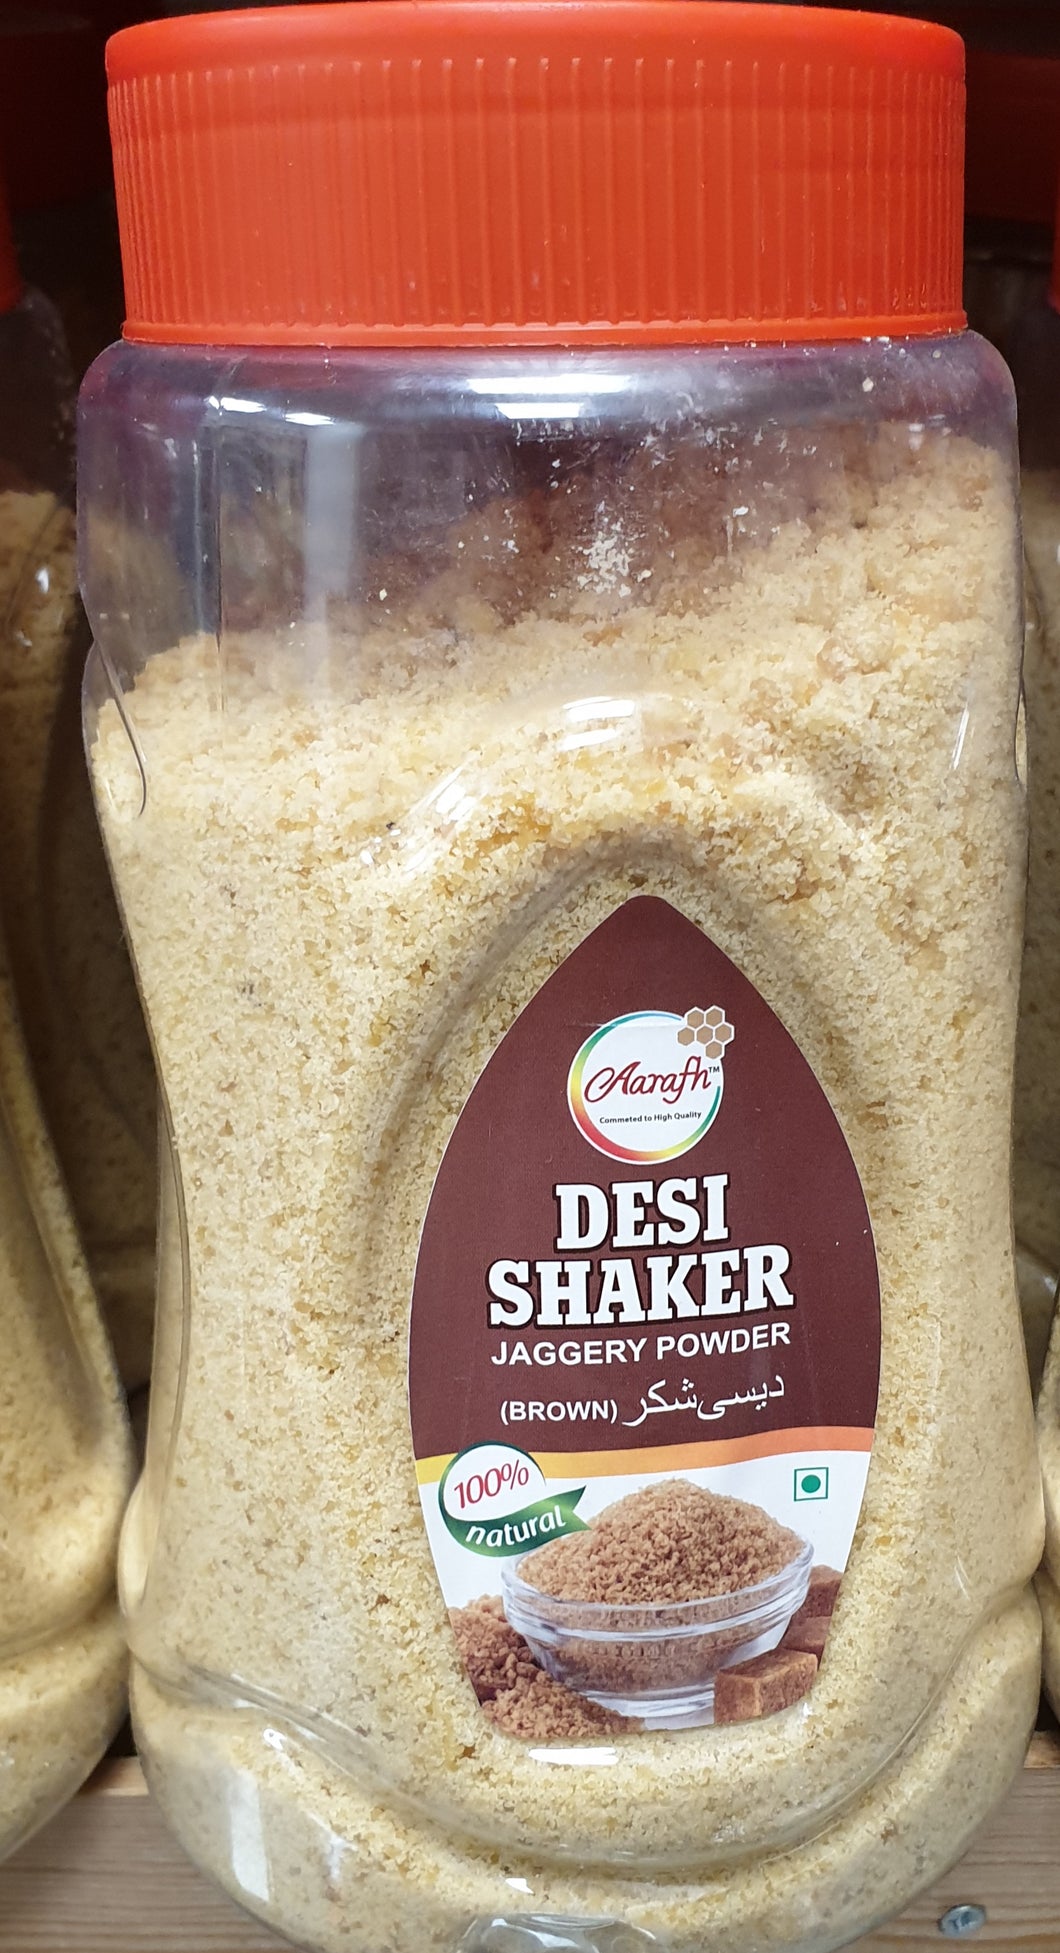 Aarafh™
Commeted to High Quality
DESI
SHAKER
JAGGERY POWDER
(BROWN) دیسی شکر
100%
natural